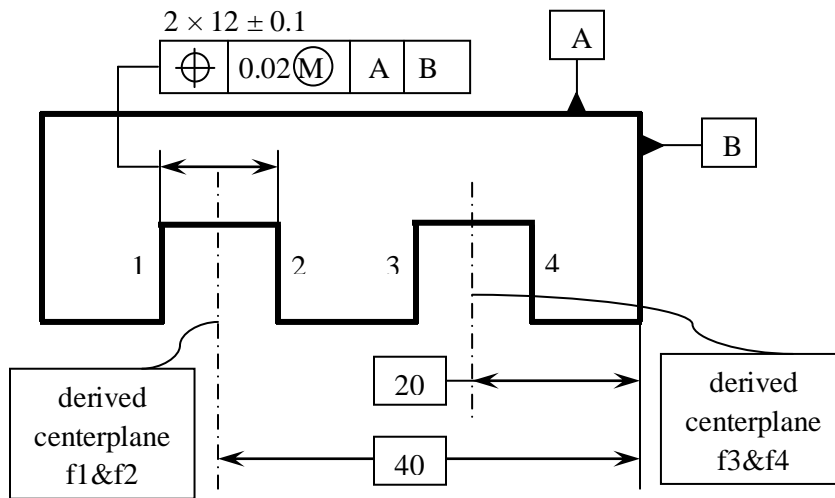 2 × 12 ± 0.1
⌖ 0.02 Ⓜ A B
A
B
1 2 3 4
20
40
derived
centerplane
f1&f2
derived
centerplane
f3&f4